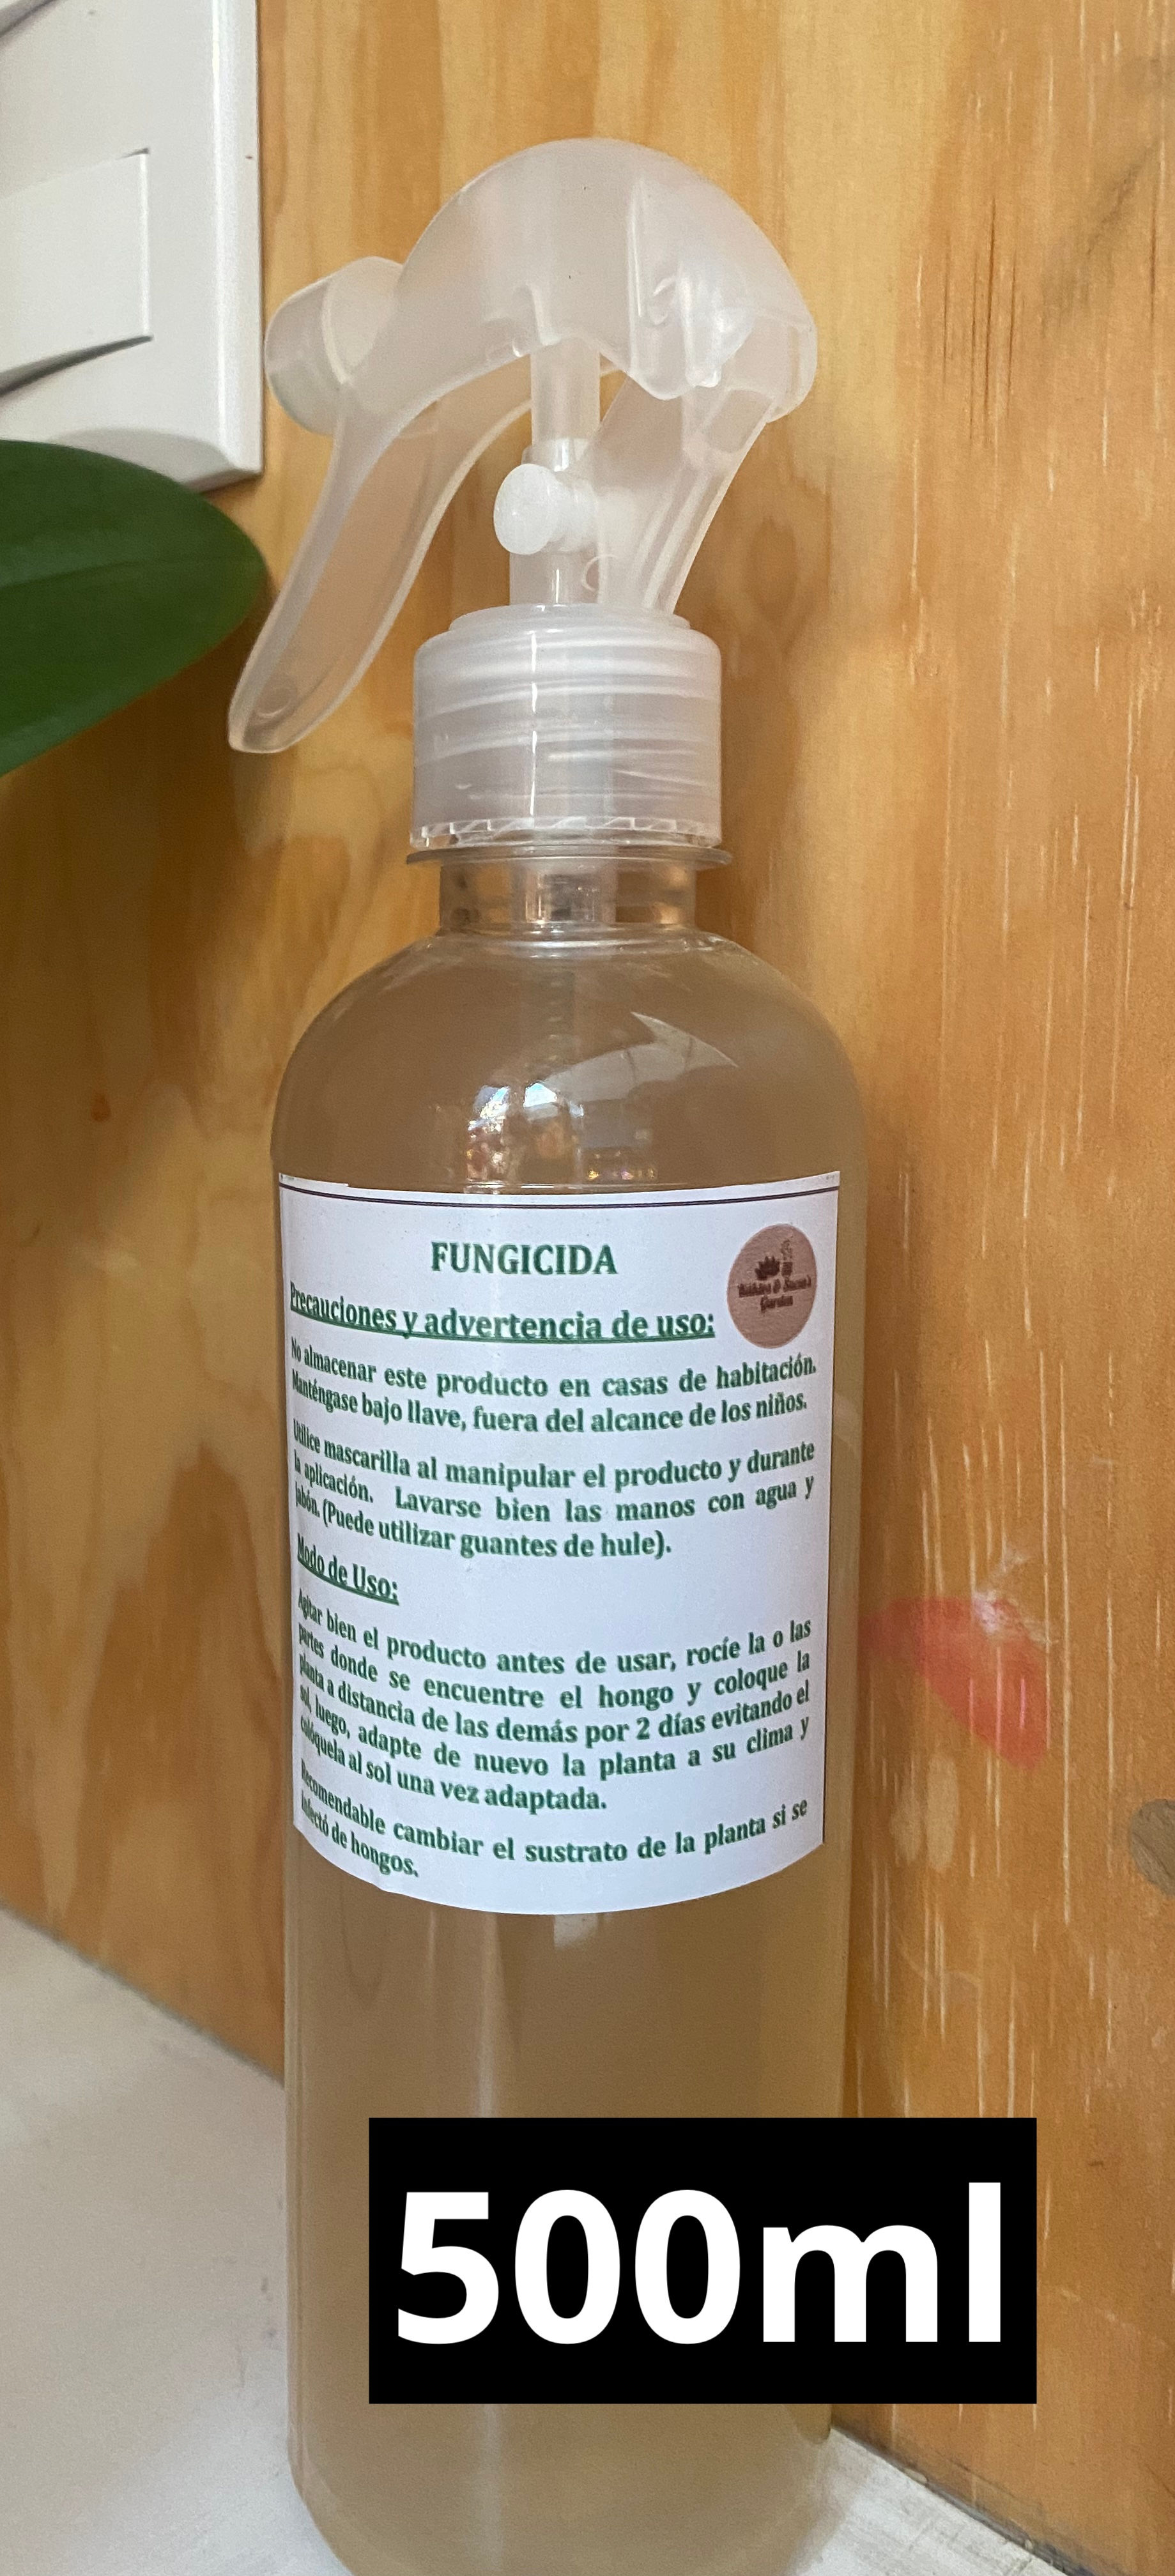 FUNGICIDA
Precauciones y advertencia de uso:
No almacenar este producto en casas de habitación.
Manténgase bajo llave, fuera del alcance de los niños.
Utilice mascarilla al manipular el producto y durante
la aplicación. Lavarse bien las manos con agua y
jabón. (Puede utilizar guantes de hule).
Modo de Uso:
Agitar bien el producto antes de usar, rocíe la o las
partes donde se encuentre el hongo y coloque la
planta a distancia de las demás por 2 días evitando el
sol, luego, adapte de nuevo la planta a su clima y
colóquela al sol una vez adaptada.
Recomendable cambiar el sustrato de la planta si se
infectó de hongos.
Garden
500ml